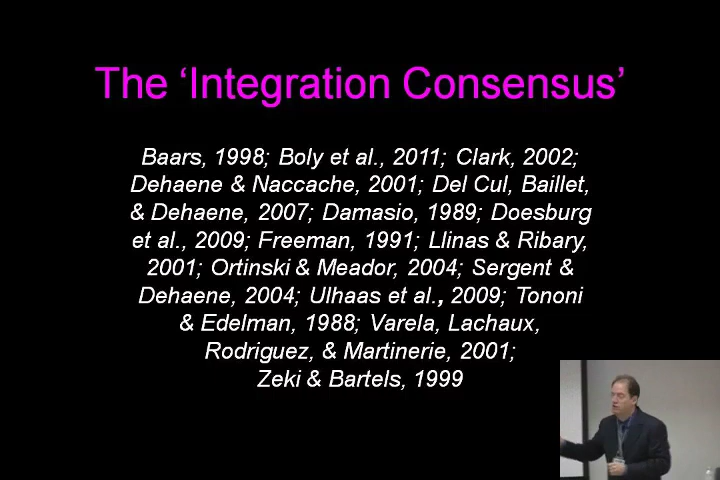 The ‘Integration Consensus’
Baars, 1998; Boly et al., 2011; Clark, 2002;
Dehaene & Naccache, 2001; Del Cul, Baillet,
& Dehaene, 2007; Damasio, 1989; Doesburg
et al., 2009; Freeman, 1991; Llinas & Ribary,
2001; Ortinski & Meador, 2004; Sergent &
Dehaene, 2004; Ulhaas et al., 2009; Tononi
& Edelman, 1988; Varela, Lachaux,
Rodriguez, & Martinerie, 2001;
Zeki & Bartels, 1999